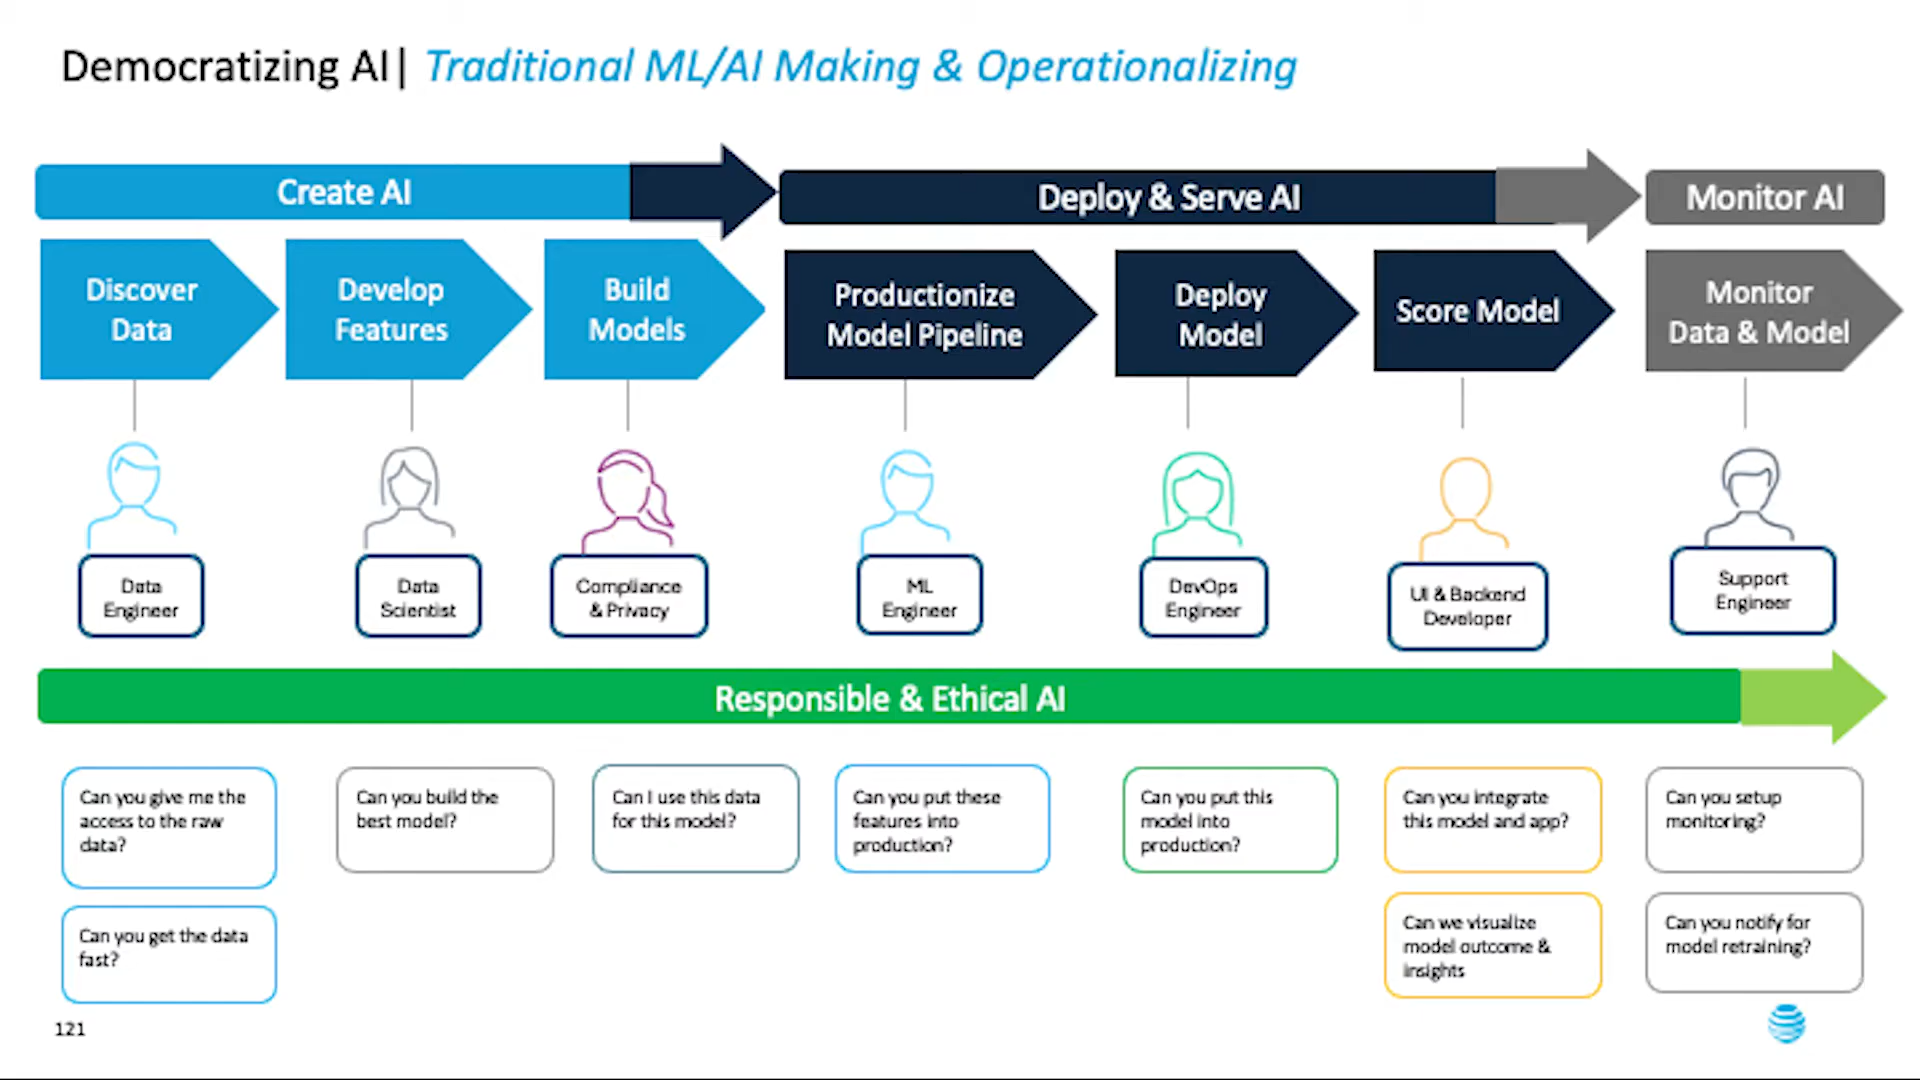 Democratizing AI| Traditional ML/AI Making & Operationalizing
Create AI
Deploy & Serve AI
Monitor AI
Discover
Data
Develop
Features
Build
Models
Productionize
Model Pipeline
Deploy
Model
Score Model
Monitor
Data & Model
Data
Engineer
Data
Scientist
Compliance
& Privacy
ML
Engineer
DevOps
Engineer
UI & Backend
Developer
Support
Engineer
Responsible & Ethical AI
Can you give me the
access to the raw
data?
Can you build the
best model?
Can I use this data
for this model?
Can you put these
features into
production?
Can you put this
model into
production?
Can you integrate
this model and app?
Can you setup
monitoring?
Can you get the data
fast?
Can we visualize
model outcome &
insights
Can you notify for
model retraining?
121